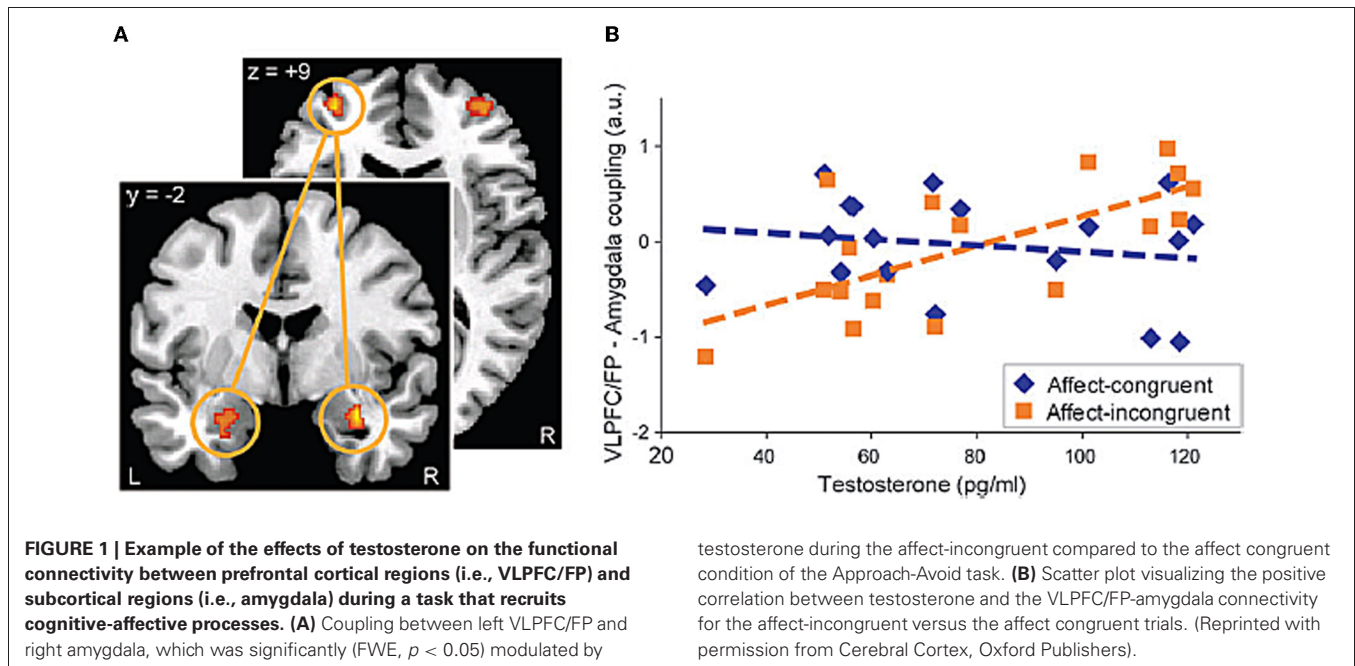 A
B
z = +9
R
y = -2
L
R
VLPFC/FP - Amygdala coupling (a.u.)
1
0
-1
-2
Affect-congruent
Affect-incongruent
20
40
60
80
100
120
Testosterone (pg/ml)
FIGURE 1 | Example of the effects of testosterone on the functional
connectivity between prefrontal cortical regions (i.e., VLPFC/FP) and
subcortical regions (i.e., amygdala) during a task that recruits
cognitive-affective processes. (A) Coupling between left VLPFC/FP and
right amygdala, which was significantly (FWE, p < 0.05) modulated by
testosterone during the affect-incongruent compared to the affect congruent
condition of the Approach-Avoid task. (B) Scatter plot visualizing the positive
correlation between testosterone and the VLPFC/FP-amygdala connectivity
for the affect-incongruent versus the affect congruent trials. (Reprinted with
permission from Cerebral Cortex, Oxford Publishers).